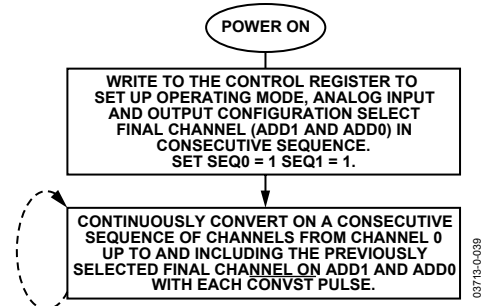 POWER ON
WRITE TO THE CONTROL REGISTER TO
SET UP OPERATING MODE, ANALOG INPUT
AND OUTPUT CONFIGURATION SELECT
FINAL CHANNEL (ADD1 AND ADD0) IN
CONSECUTIVE SEQUENCE.
SET SEQ0 = 1 SEQ1 = 1.
CONTINUOUSLY CONVERT ON A CONSECUTIVE
SEQUENCE OF CHANNELS FROM CHANNEL 0
UP TO AND INCLUDING THE PREVIOUSLY
SELECTED FINAL CHANNEL ON ADD1 AND ADD0
WITH EACH CONVST PULSE.
03713-0-039